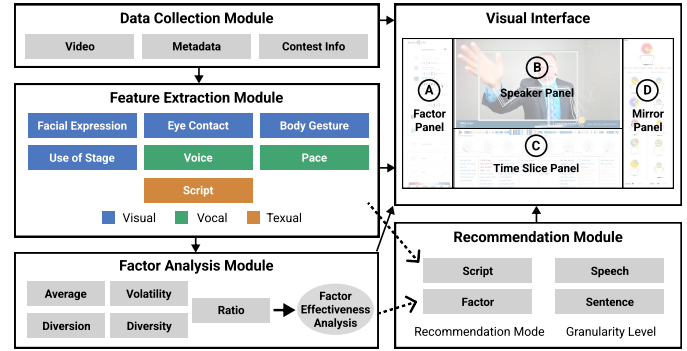 Data Collection Module
Video
Metadata
Contest Info
Feature Extraction Module
Facial Expression
Eye Contact
Body Gesture
Use of Stage
Voice
Pace
Script
Visual
Vocal
Texual
Factor Analysis Module
Average
Volatility
Diversion
Diversity
Ratio
Factor
Effectiveness
Analysis
Visual Interface
A
Factor
Panel
B
Speaker Panel
C
Time Slice Panel
D
Mirror
Panel
Recommendation Module
Script
Speech
Factor
Sentence
Recommendation Mode
Granularity Level